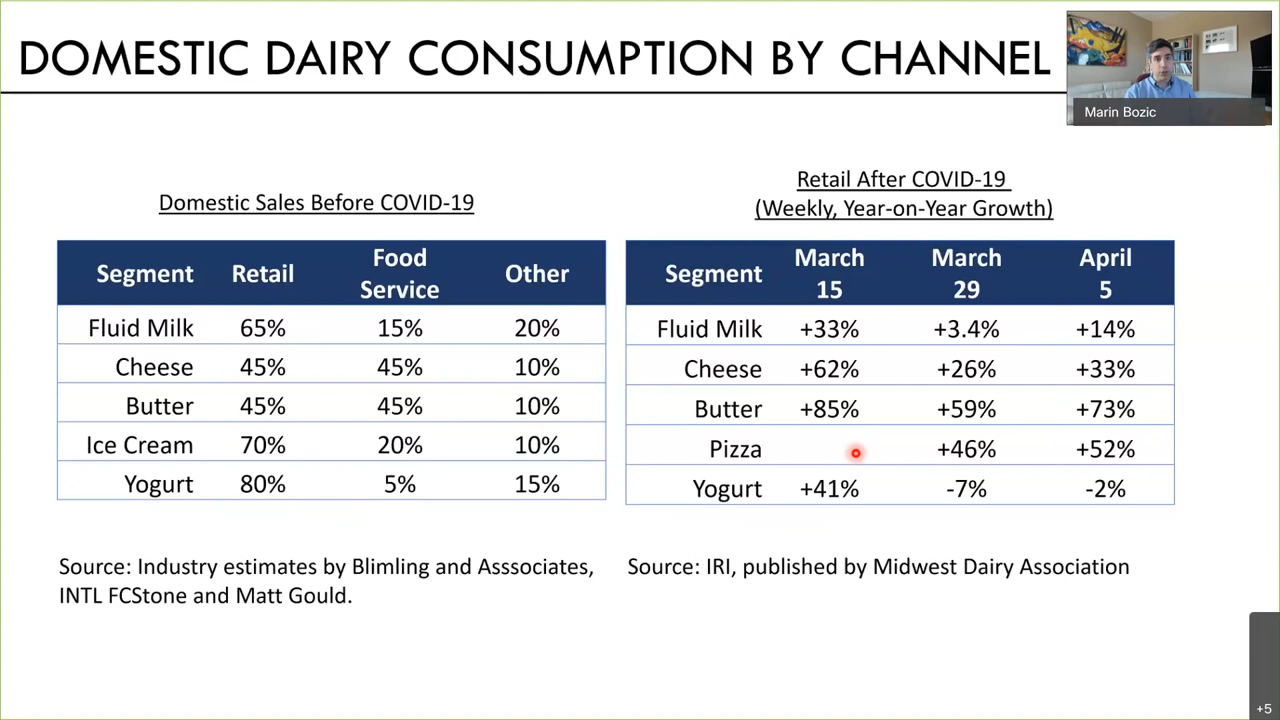 DOMESTIC DAIRY CONSUMPTION BY CHANNEL
Marin Bozic
Domestic Sales Before COVID-19
Segment Retail Food Service Other
Fluid Milk 65% 15% 20%
Cheese 45% 45% 10%
Butter 45% 45% 10%
Ice Cream 70% 20% 10%
Yogurt 80% 5% 15%
Source: Industry estimates by Blimling and Asssociates,
INTL FCStone and Matt Gould.
Retail After COVID-19
(Weekly, Year-on-Year Growth)
Segment March 15 March 29 April 5
Fluid Milk +33% +3.4% +14%
Cheese +62% +26% +33%
Butter +85% +59% +73%
Pizza +46% +52%
Yogurt +41% -7% -2%
Source: IRI, published by Midwest Dairy Association
+5